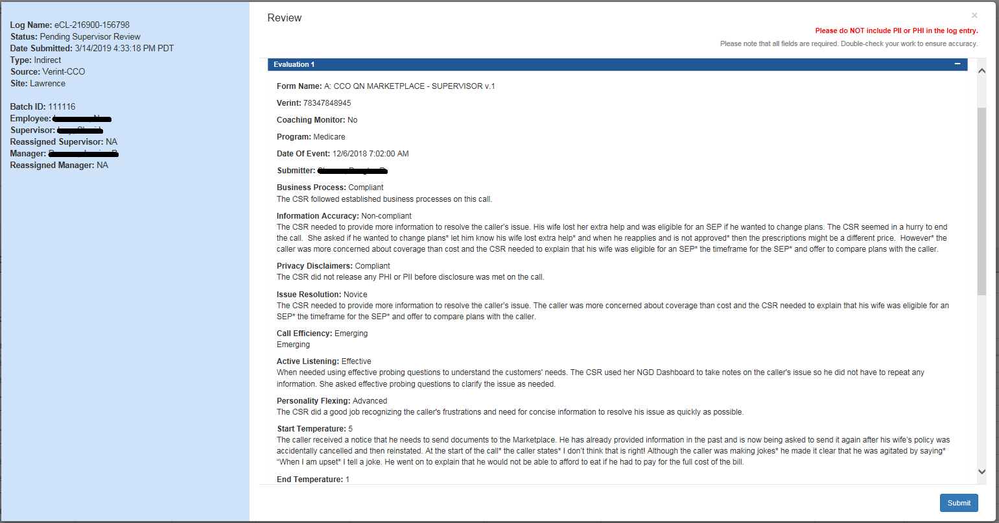 Log Name: eCL-216900-156798
Status: Pending Supervisor Review
Date Submitted: 3/14/2019 4:33:18 PM PDT
Type: Indirect
Source: Verint-CCO
Site: Lawrence
Batch ID: 111116
Employee:
Supervisor:
Reassigned Supervisor: NA
Manager:
Reassigned Manager: NA
Review
×
Please do NOT include PII or PHI in the log entry.
Please note that all fields are required. Double-check your work to ensure accuracy.
Evaluation 1
Form Name: A: CCO QN MARKETPLACE - SUPERVISOR v.1
Verint: 78347848945
Coaching Monitor: No
Program: Medicare
Date Of Event: 12/6/2018 7:02:00 AM
Submitter:
Business Process: Compliant
The CSR followed established business processes on this call.
Information Accuracy: Non-compliant
The CSR needed to provide more information to resolve the caller's issue. His wife lost her extra help and was eligible for an SEP if he wanted to change plans. The CSR seemed in a hurry to end
the call.  She asked if he wanted to change plans* let him know his wife lost extra help* and when he reapplies and is not approved* then the prescriptions might be a different price.  However* the
caller was more concerned about coverage than cost and the CSR needed to explain that his wife was eligible for an SEP* the timeframe for the SEP* and offer to compare plans with the caller.
Privacy Disclaimers: Compliant
The CSR did not release any PHI or PII before disclosure was met on the call.
Issue Resolution: Novice
The CSR needed to provide more information to resolve the caller's issue. The caller was more concerned about coverage than cost and the CSR needed to explain that his wife was eligible for an
SEP* the timeframe for the SEP* and offer to compare plans with the caller.
Call Efficiency: Emerging
Emerging
Active Listening: Effective
When needed using effective probing questions to understand the customers' needs. The CSR used her NGD Dashboard to take notes on the caller's issue so he did not have to repeat any
information. She asked effective probing questions to clarify the issue as needed.
Personality Flexing: Advanced
The CSR did a good job recognizing the caller's frustrations and need for concise information to resolve his issue as quickly as possible.
Start Temperature: 5
The caller received a notice that he needs to send documents to the Marketplace. He has already provided information in the past and is now being asked to send it again after his wife's policy was
accidentally cancelled and then reinstated. At the start of the call* the caller states* I don't think that is right! Although the caller was making jokes* he made it clear that he was agitated by saying*
“When I am upset* I tell a joke. He went on to explain that he would not be able to afford to eat if he had to pay for the full cost of the bill.
End Temperature: 1
Submit